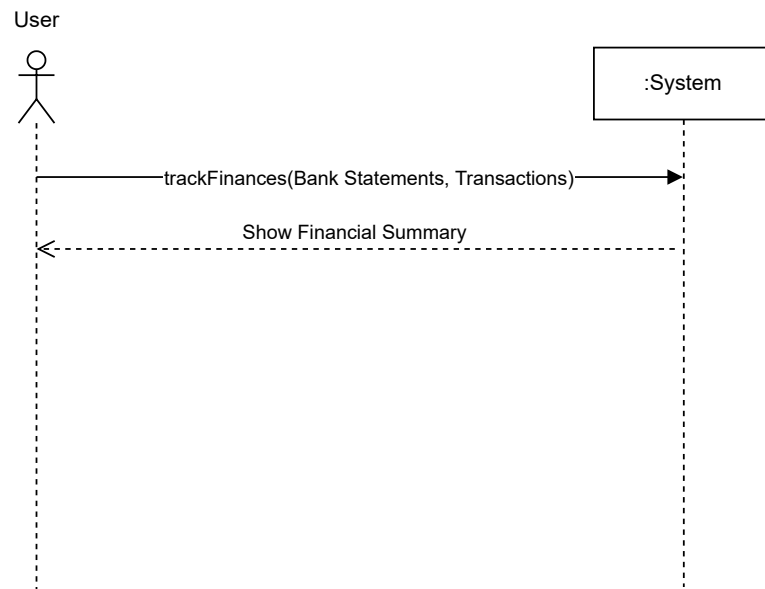 User
:System
trackFinances(Bank Statements, Transactions)
Show Financial Summary